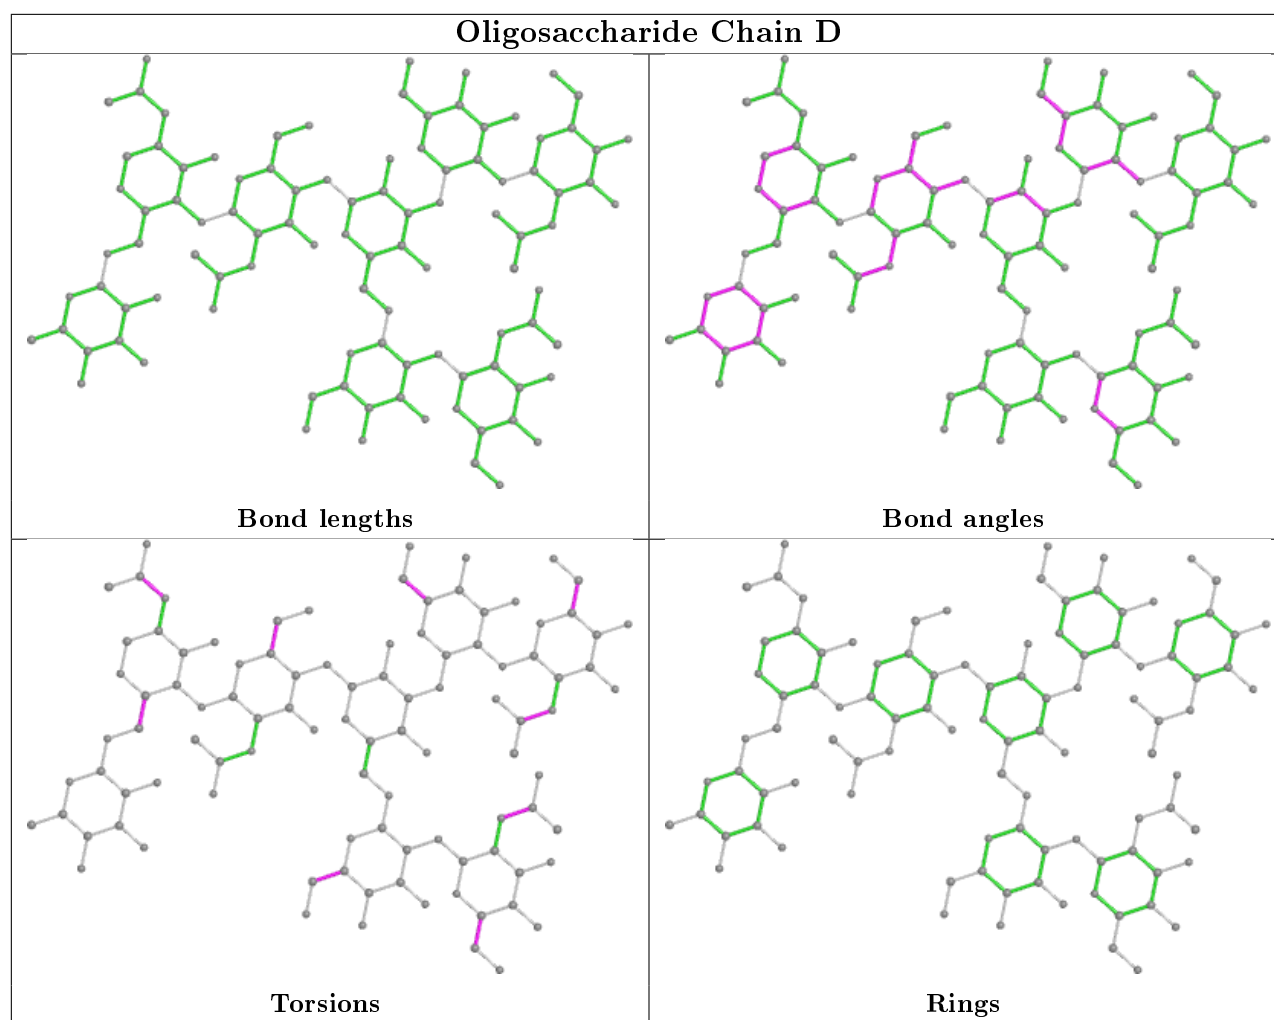 Oligosaccharide Chain D
Bond lengths
Bond angles
Torsions
Rings